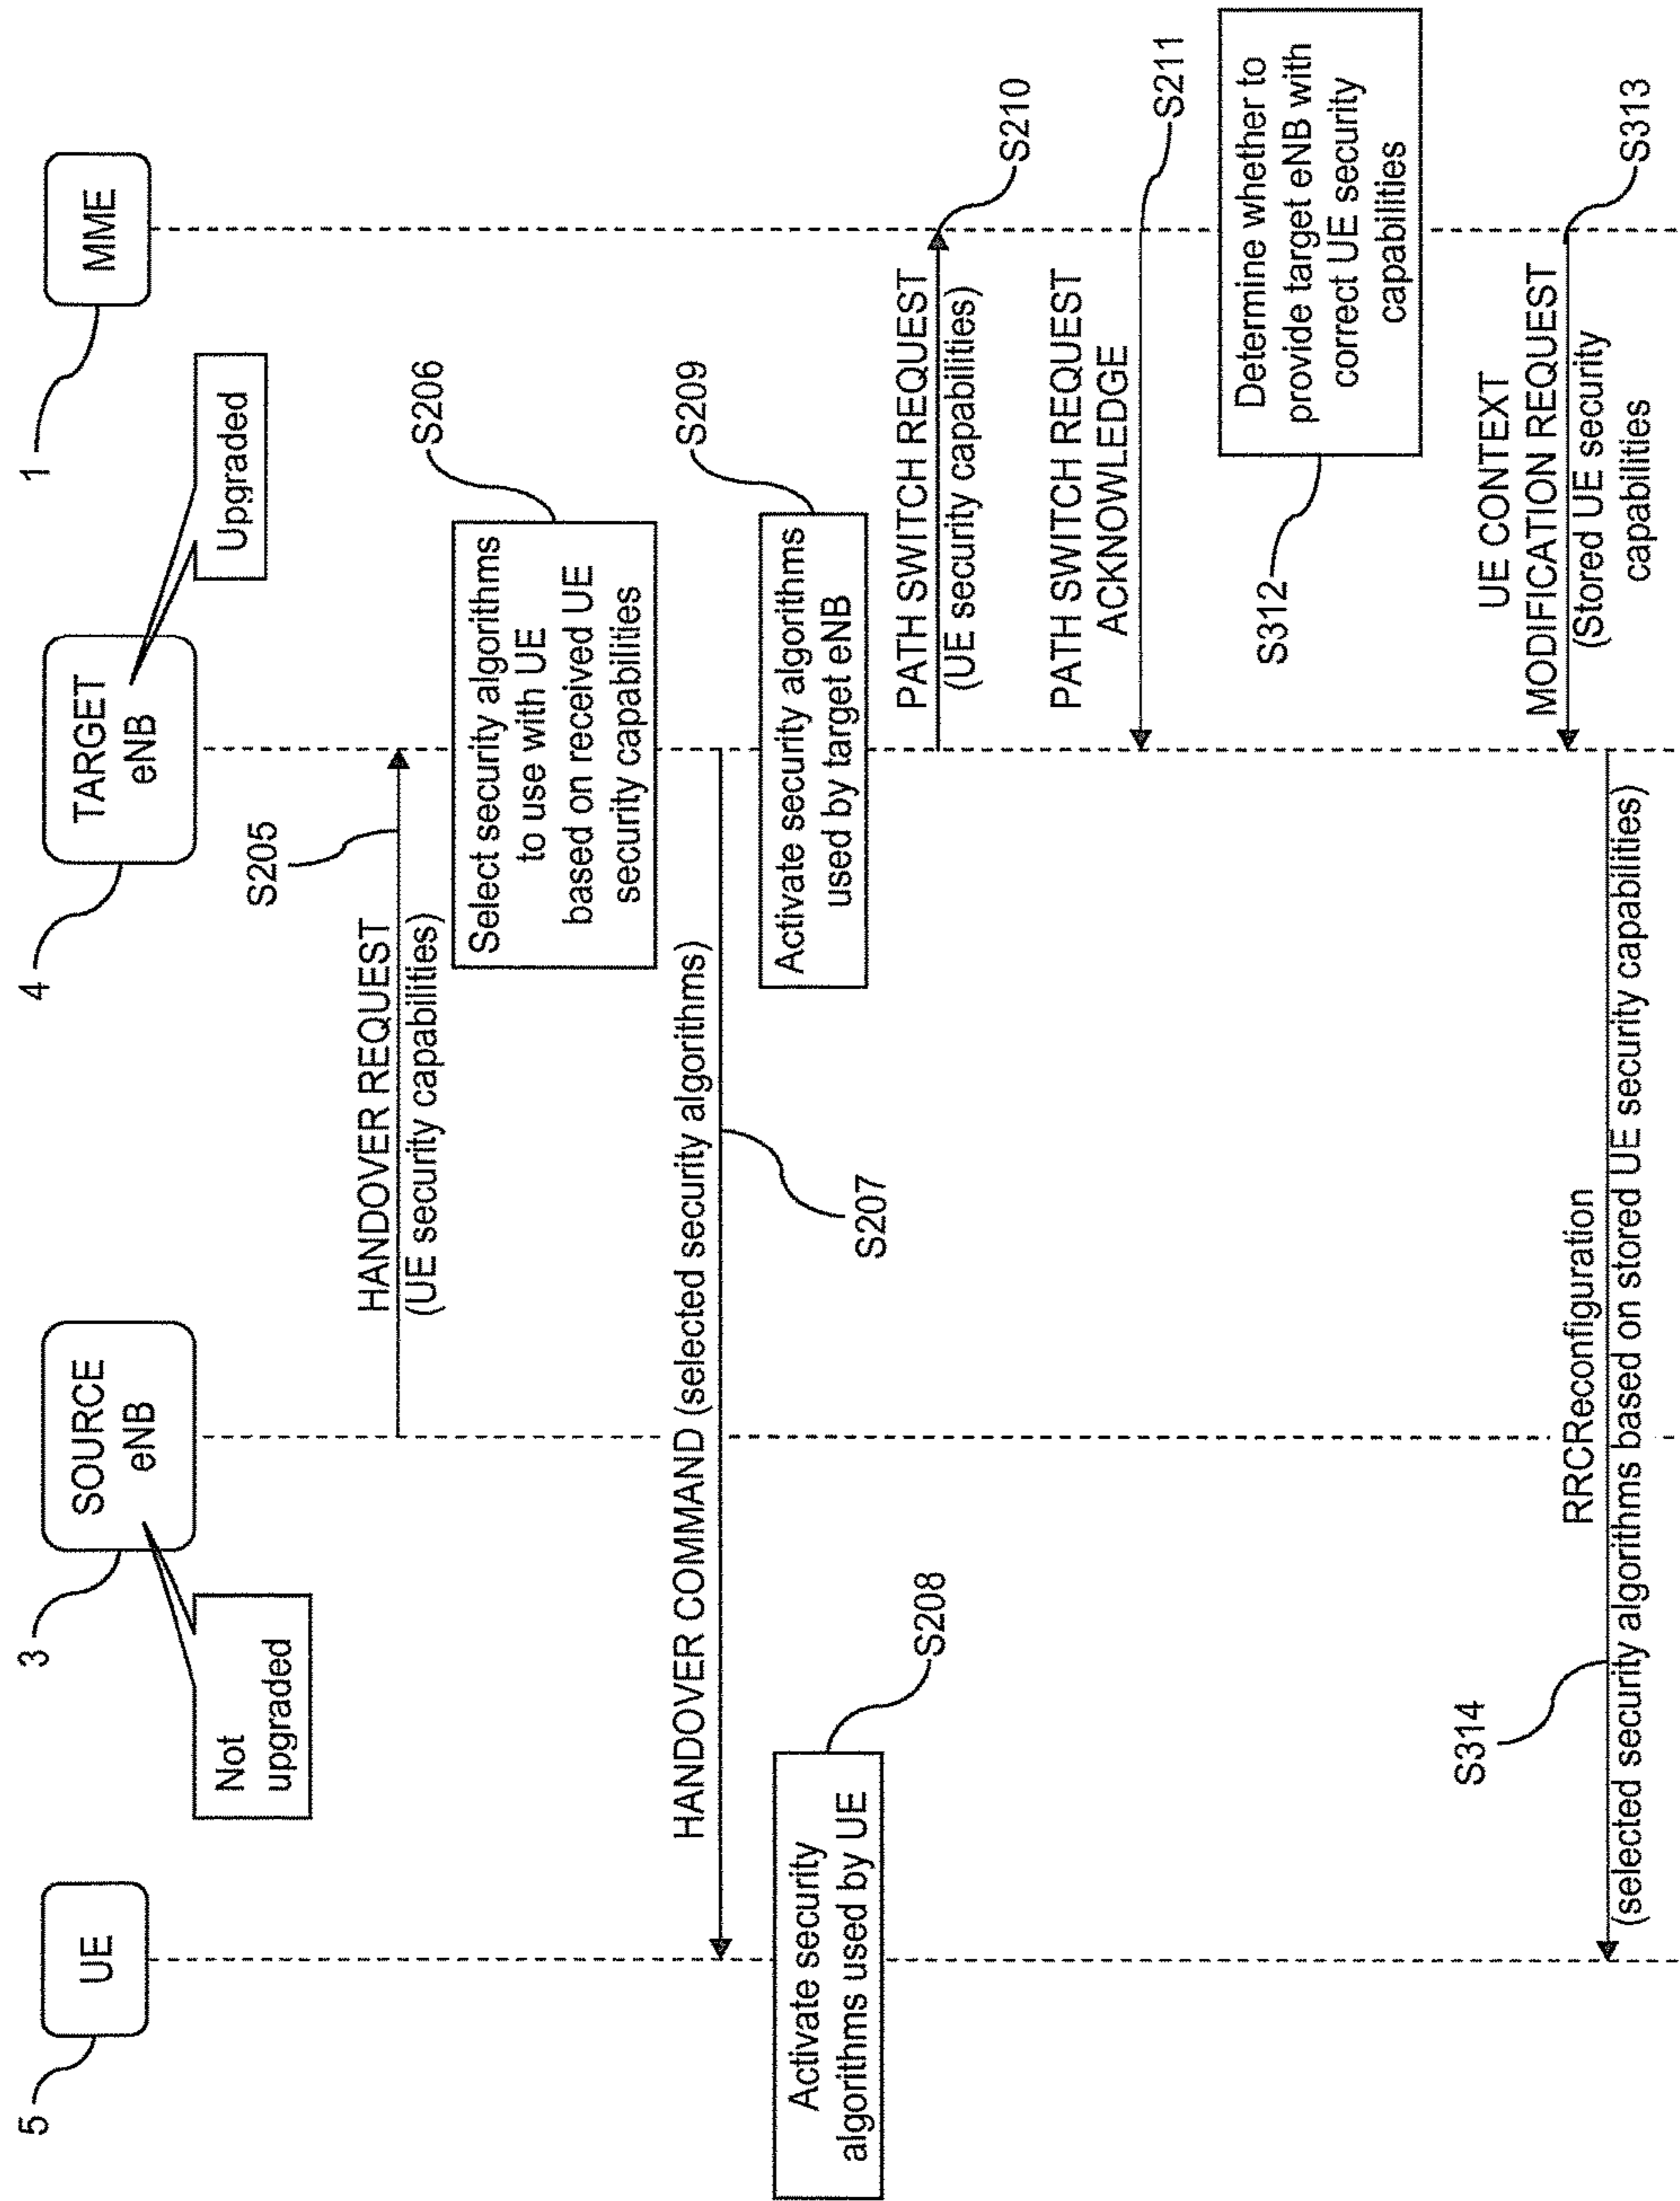 5
UE
3
SOURCE
eNB
Not
upgraded
4
TARGET
eNB
Upgraded
1
MME
S205
HANDOVER REQUEST
(UE security capabilities)
Select security algorithms
to use with UE
based on received UE
security capabilities
S206
HANDOVER COMMAND (selected security algorithms)
S207
Activate security
algorithms used by UE
S208
Activate security algorithms
used by target eNB
S209
PATH SWITCH REQUEST
(UE security capabilities)
S210
PATH SWITCH REQUEST
ACKNOWLEDGE
S211
Determine whether to
provide target eNB with
correct UE security
capabilities
S312
UE CONTEXT
MODIFICATION REQUEST
(Stored UE security
capabilities
S313
RRCReconfiguration
(selected security algorithms based on stored UE security capabilities)
S314